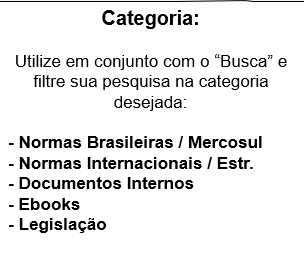 Categoria:
Utilize em conjunto com o “Busca” e
filtre sua pesquisa na categoria
desejada:
- Normas Brasileiras / Mercosul
- Normas Internacionais / Estr.
- Documentos Internos
- Ebooks
- Legislação